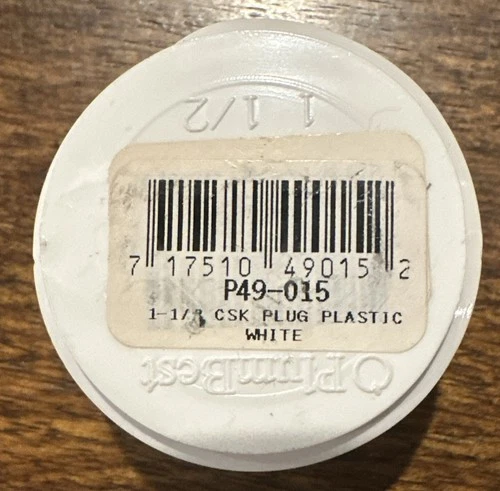 1 1/2
7 17510 49015 2
P49-015
1-1/2 CSK PLUG PLASTIC
WHITE
PlumBest